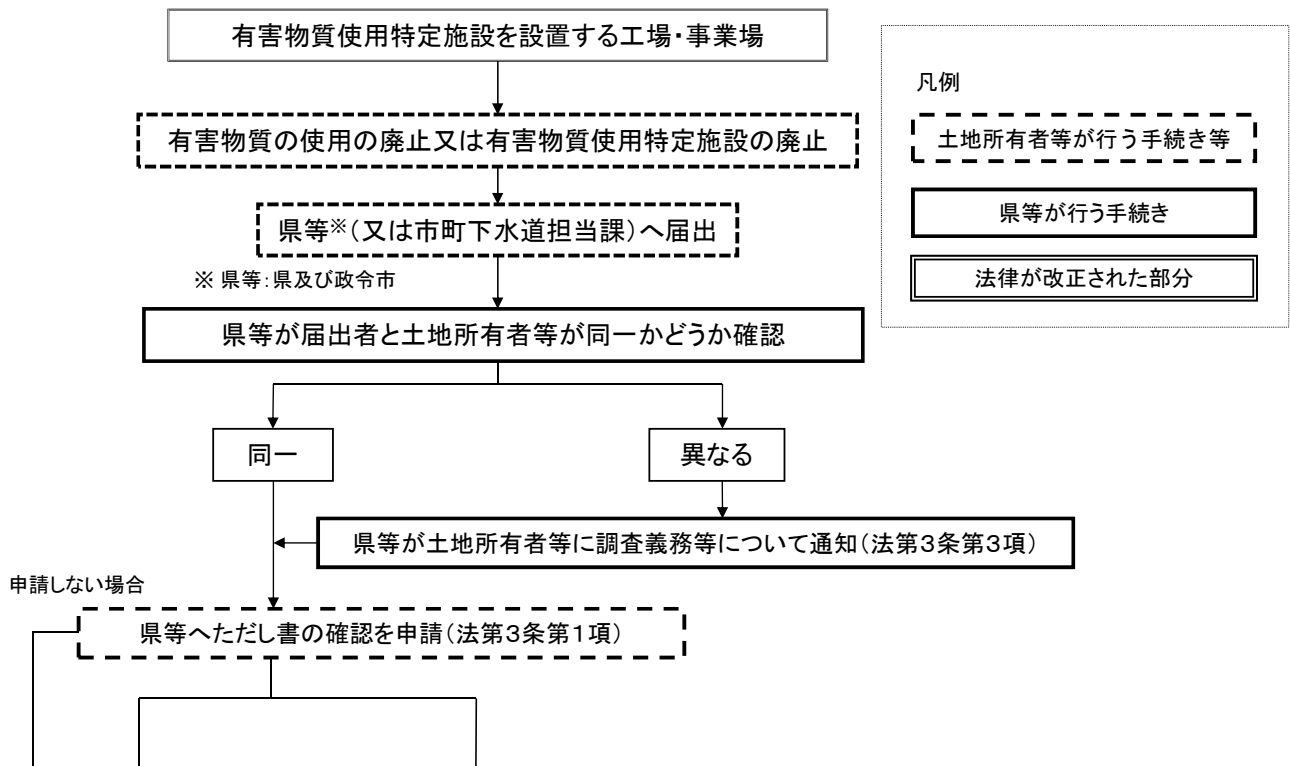 有害物質使用特定施設を設置する工場・事業場
有害物質の使用の廃止又は有害物質使用特定施設の廃止
県等※(又は市町下水道担当課)へ届出
※ 県等：県及び政令市
県等が届出者と土地所有者等が同一かどうか確認
同一
異なる
県等が土地所有者等に調査義務等について通知(法第３条第３項)
申請しない場合
県等へただし書の確認を申請(法第３条第１項)
凡例
土地所有者等が行う手続き等
県等が行う手続き
法律が改正された部分